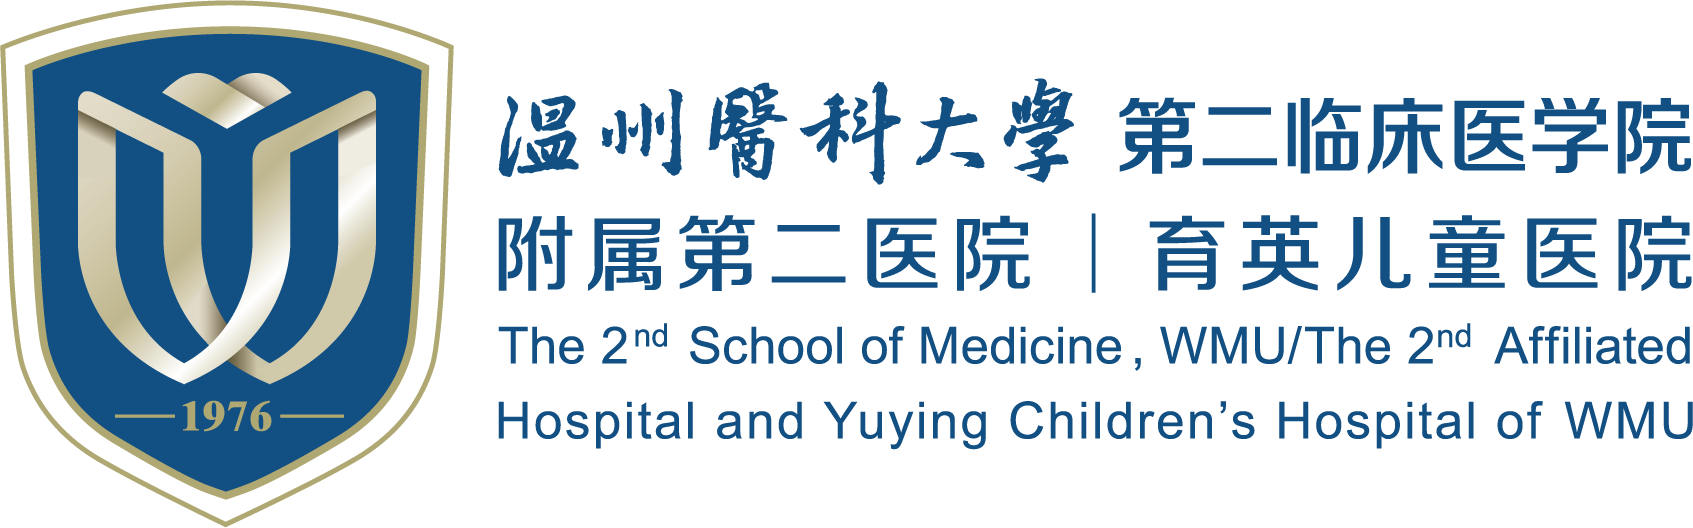 1976
温州醫科大學 第二临床医学院
附属第二医院｜育英儿童医院
The 2nd School of Medicine, WMU/The 2nd Affiliated
Hospital and Yuying Children’s Hospital of WMU